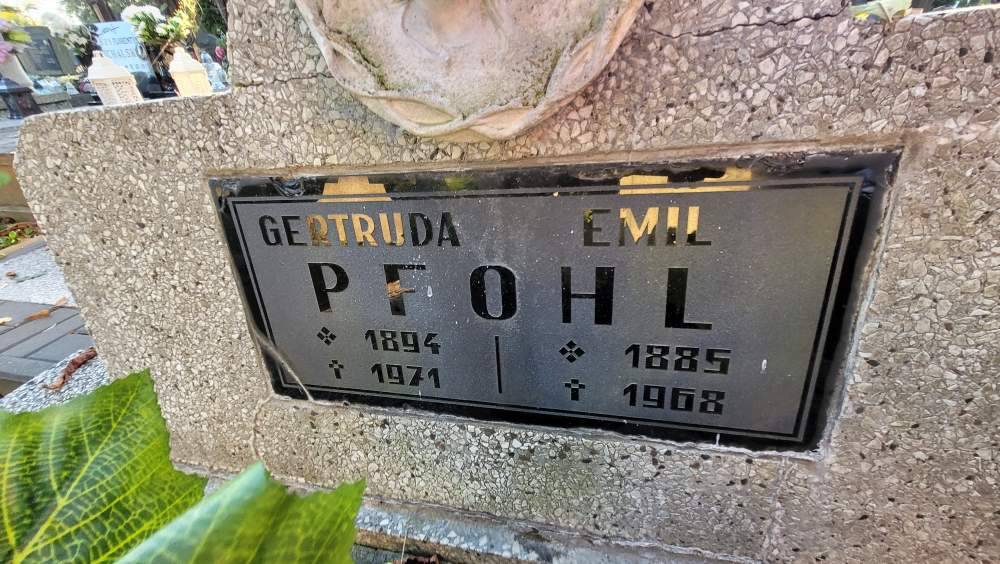 GERTRUDA EMIL
PFOHL
1894 1885
✝ 1971 ✝ 1968